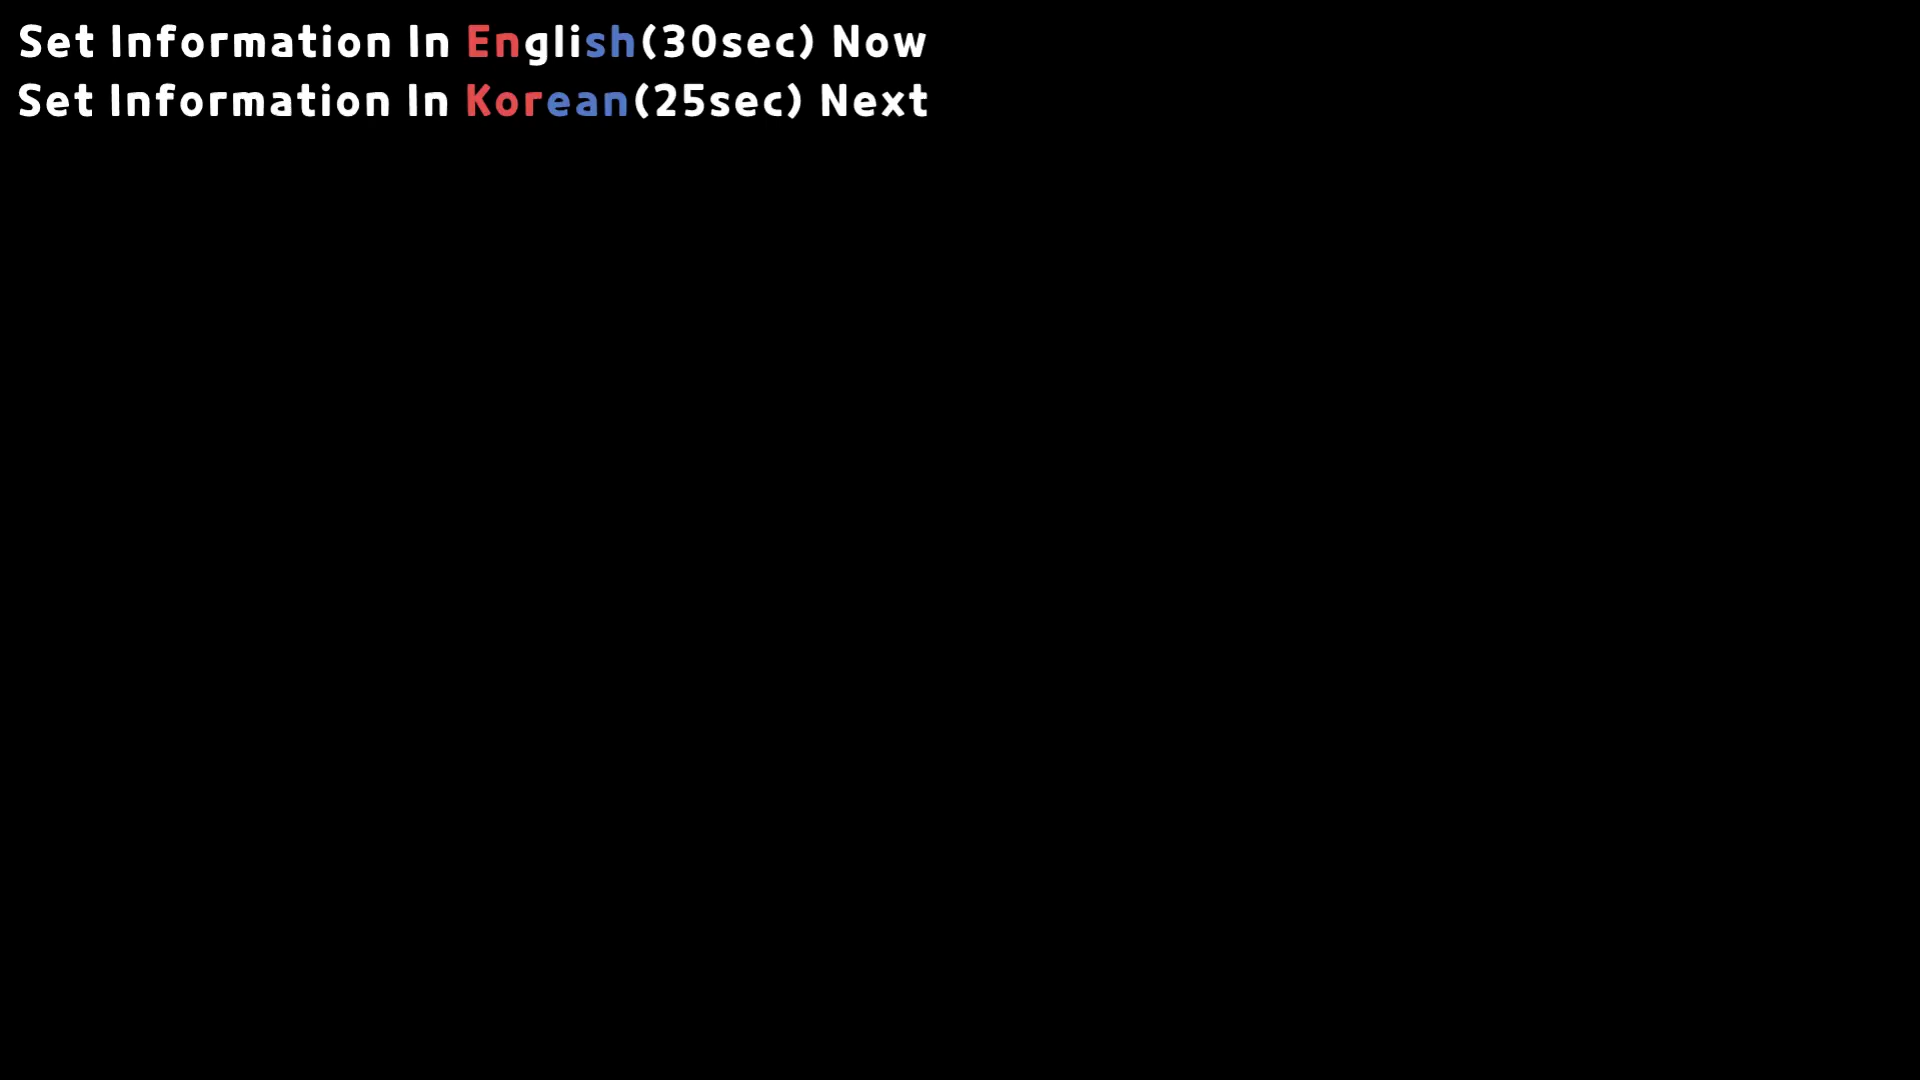 Set Information In English(30sec) Now
Set Information In Korean(25sec) Next